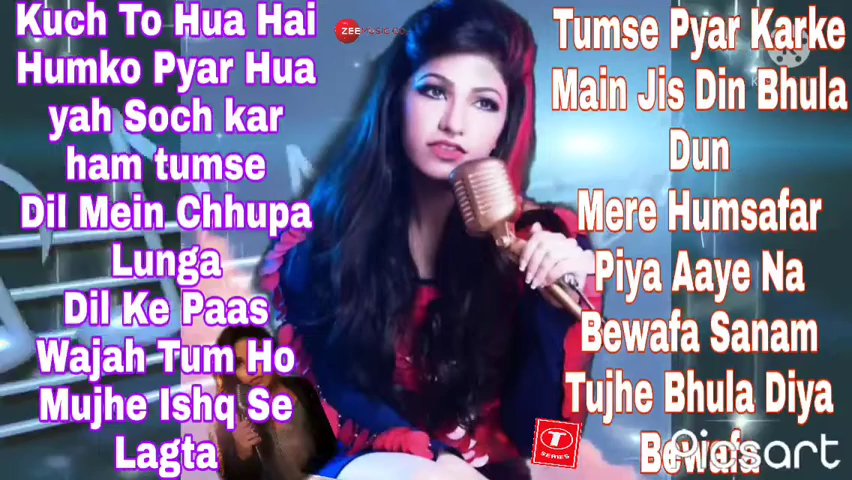 Kuch To Hua Hai
Humko Pyar Hua
yah Soch kar
ham tumse
Dil Mein Chhupa
Lunga
Dil Ke Paas
Wajah Tum Ho
Mujhe Ishq Se
Lagta
ZEE
Tumse Pyar Karke
Main Jis Din Bhula
Dun
Mere Humsafar
Piya Aaye Na
Bewafa Sanam
Tujhe Bhula Diya
Bewafa
T
SERIES
Picsart